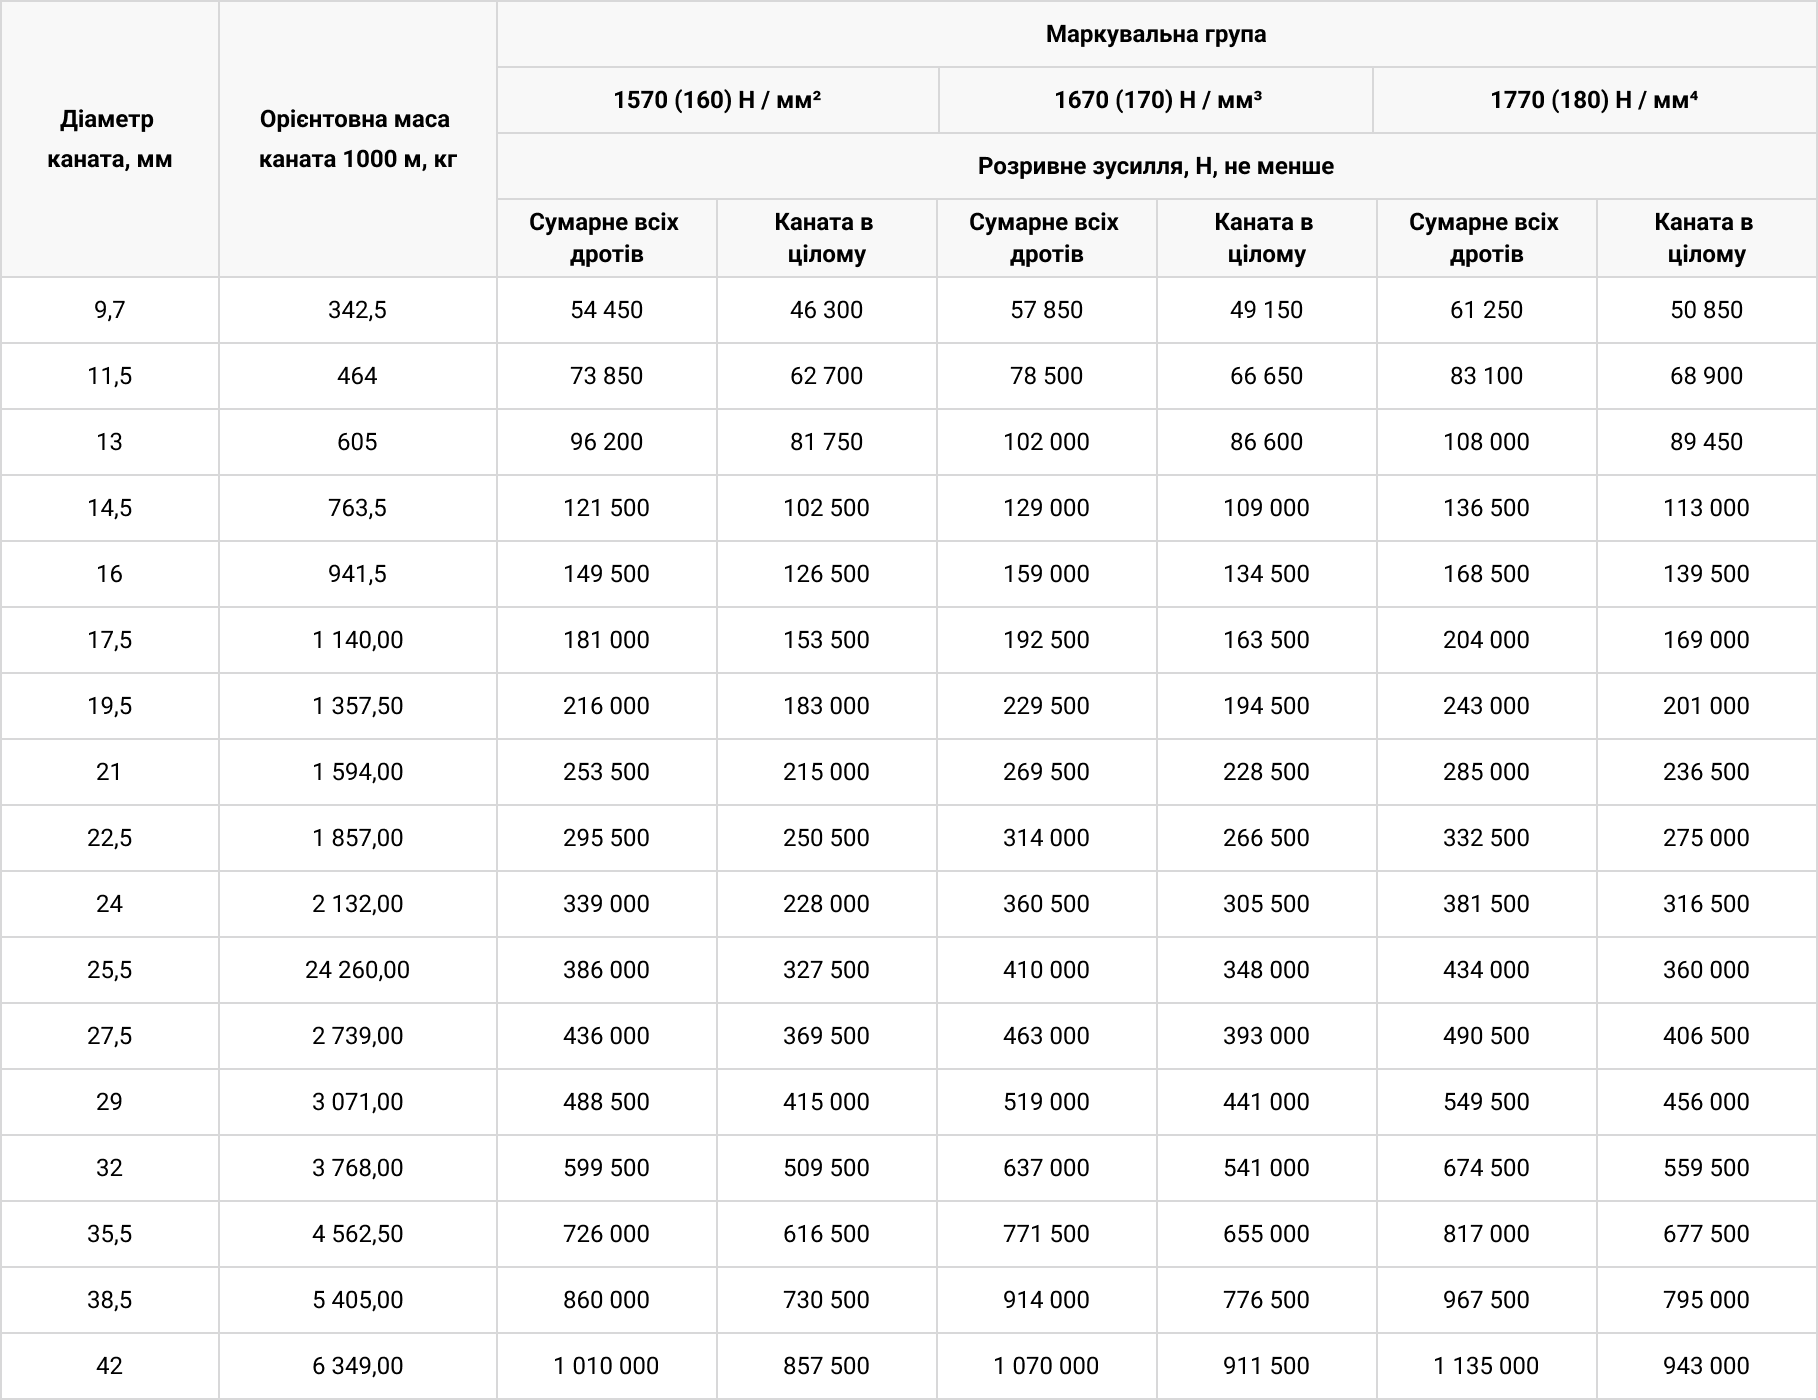 Діаметр каната, мм
Орієнтовна маса каната 1000 м, кг
Маркувальна група
1570 (160) Н / мм² 1670 (170) Н / мм³ 1770 (180) Н / мм⁴
Розривне зусилля, Н, не менше
Сумарне всіх дротів Каната в цілому Сумарне всіх дротів Каната в цілому Сумарне всіх дротів Каната в цілому
9,7 342,5 54 450 46 300 57 850 49 150 61 250 50 850
11,5 464 73 850 62 700 78 500 66 650 83 100 68 900
13 605 96 200 81 750 102 000 86 600 108 000 89 450
14,5 763,5 121 500 102 500 129 000 109 000 136 500 113 000
16 941,5 149 500 126 500 159 000 134 500 168 500 139 500
17,5 1 140,00 181 000 153 500 192 500 163 500 204 000 169 000
19,5 1 357,50 216 000 183 000 229 500 194 500 243 000 201 000
21 1 594,00 253 500 215 000 269 500 228 500 285 000 236 500
22,5 1 857,00 295 500 250 500 314 000 266 500 332 500 275 000
24 2 132,00 339 000 228 000 360 500 305 500 381 500 316 500
25,5 24 260,00 386 000 327 500 410 000 348 000 434 000 360 000
27,5 2 739,00 436 000 369 500 463 000 393 000 490 500 406 500
29 3 071,00 488 500 415 000 519 000 441 000 549 500 456 000
32 3 768,00 599 500 509 500 637 000 541 000 674 500 559 500
35,5 4 562,50 726 000 616 500 771 500 655 000 817 000 677 500
38,5 5 405,00 860 000 730 500 914 000 776 500 967 500 795 000
42 6 349,00 1 010 000 857 500 1 070 000 911 500 1 135 000 943 000